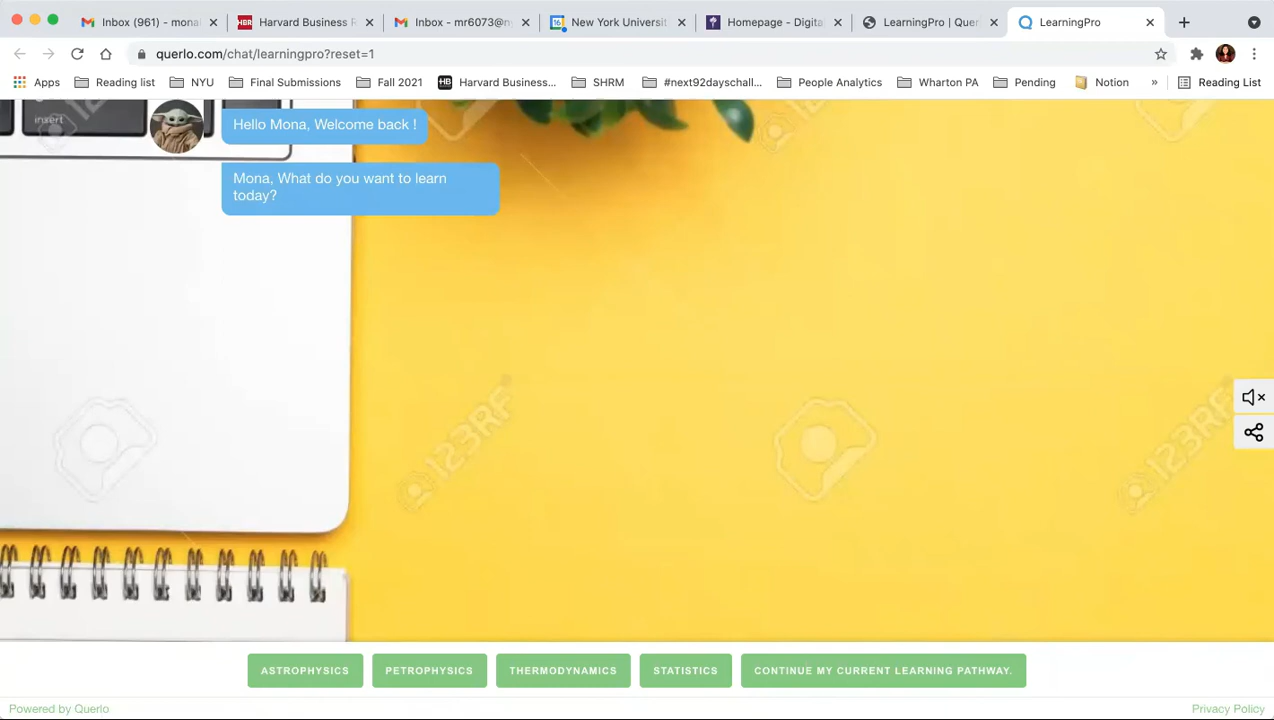 Inbox (961) - mona
Harvard Business R
Inbox - mr6073@n
New York Universit
Homepage - Digita
LearningPro | Quer
LearningPro
querlo.com/chat/learningpro?reset=1
Apps
Reading list
NYU
Final Submissions
Fall 2021
Harvard Business...
SHRM
#next92dayschall...
People Analytics
Wharton PA
Pending
Notion
»
Reading List
insert
Hello Mona, Welcome back !
Mona, What do you want to learn
today?
123RF
123RF
ASTROPHYSICS
PETROPHYSICS
THERMODYNAMICS
STATISTICS
CONTINUE MY CURRENT LEARNING PATHWAY.
Powered by Querlo
Privacy Policy